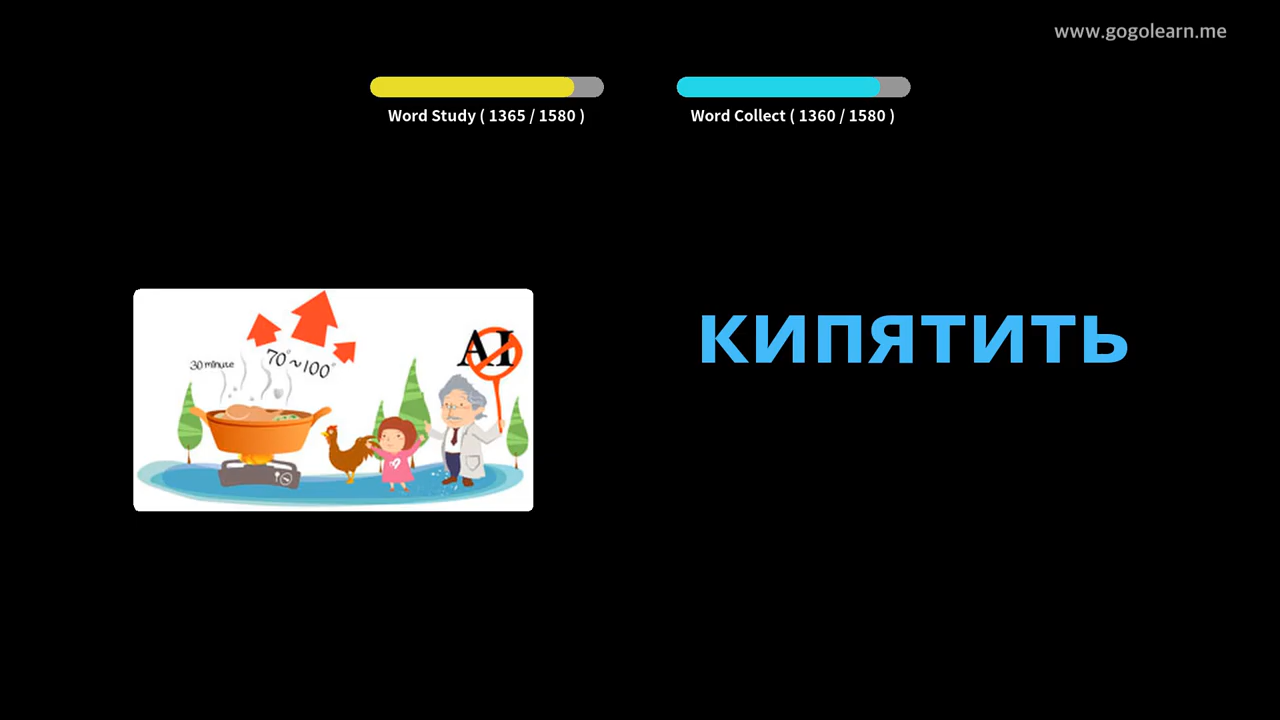 www.gogolearn.me
Word Study ( 1365 / 1580 )
Word Collect ( 1360 / 1580 )
30 minute
70°~100°
AI
кипятить